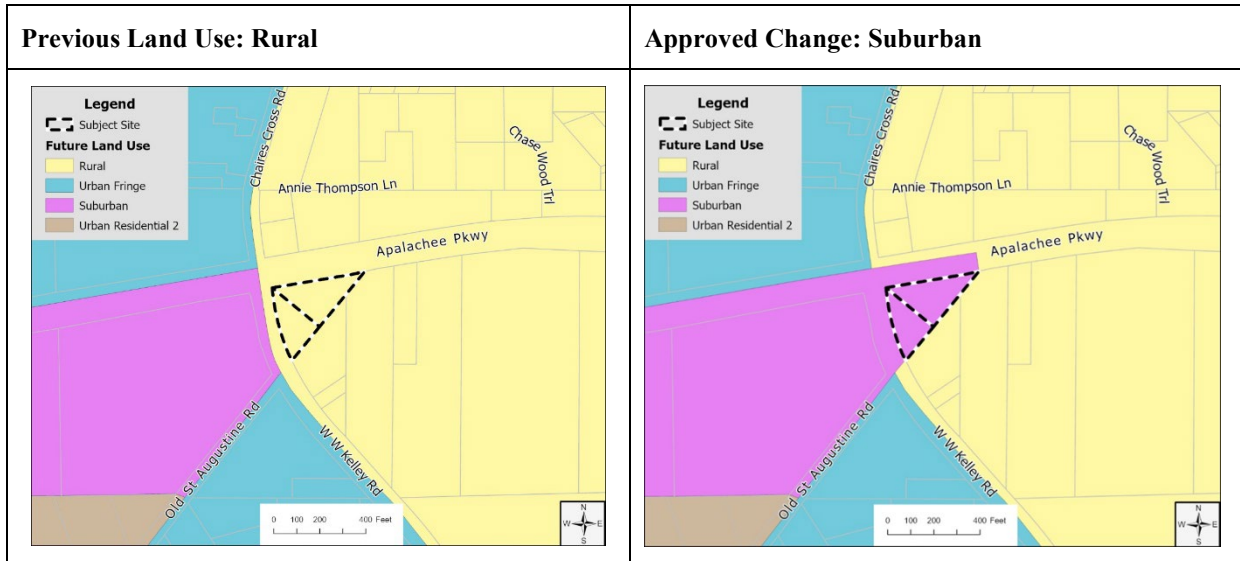 Previous Land Use: Rural
Approved Change: Suburban
Legend
Subject Site
Future Land Use
Rural
Urban Fringe
Suburban
Urban Residential 2
Chaires Cross Rd
Chase Wood Trl
Annie Thompson Ln
Apalachee Pkwy
Old St. Augustine Rd
W W Kelley Rd
0 100 200 400 Feet
N
W E
S
Legend
Subject Site
Future Land Use
Rural
Urban Fringe
Suburban
Urban Residential 2
Chaires Cross Rd
Chase Wood Trl
Annie Thompson Ln
Apalachee Pkwy
Old St. Augustine Rd
W W Kelley Rd
0 100 200 400 Feet
N
W E
S